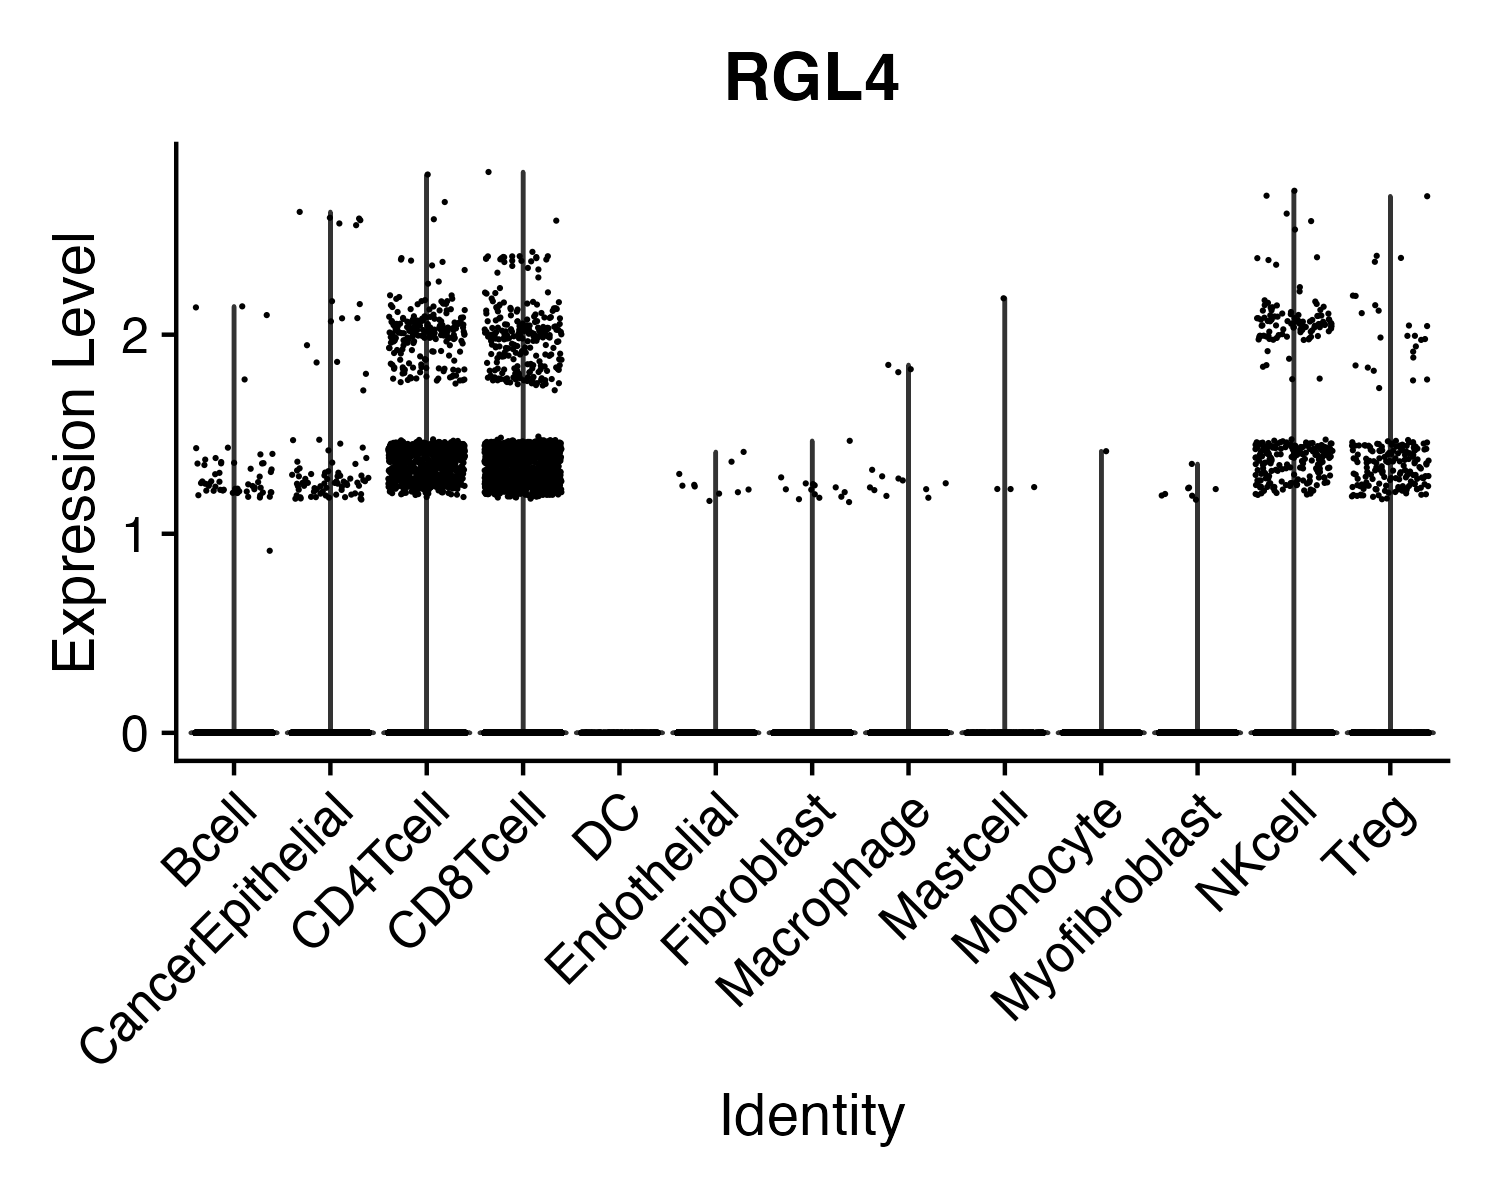 RGL4
Expression Level
2
1
0
Bcell
CancerEpithelial
CD4Tcell
CD8Tcell
DC
Endothelial
Fibroblast
Macrophage
Mastcell
Monocyte
Myofibroblast
NKcell
Treg
Identity